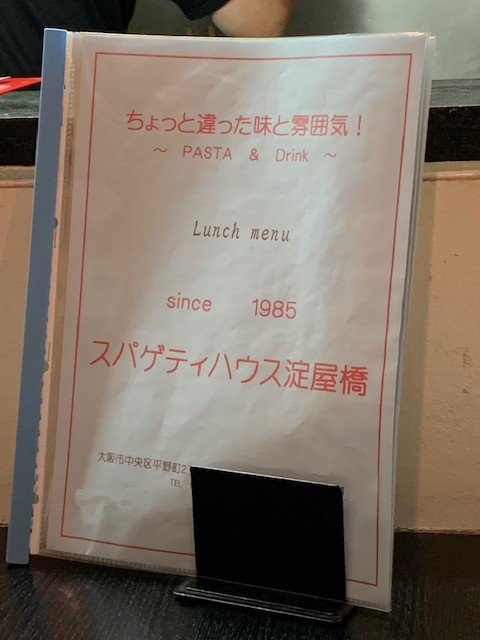 ちょっと違った味と雰囲気！
～ PASTA & Drink ～
Lunch menu
since 1985
スパゲティハウス淀屋橋
大阪市中央区平野町2
TEL